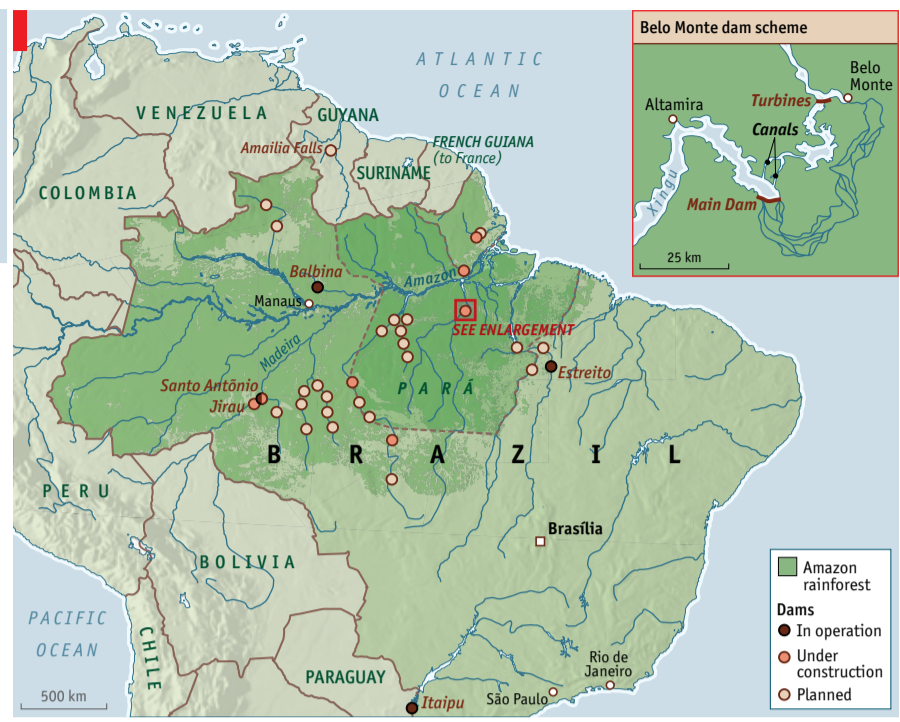 ATLANTIC
OCEAN
VENEZUELA
GUYANA
Amailia Falls
FRENCH GUIANA
(to France)
SURINAME
COLOMBIA
Balbina
Amazon
Manaus
SEE ENLARGEMENT
Madeira
Santo Antônio
Jirau
PARÁ
Estreito
BRAZIL
PERU
Brasília
BOLIVIA
PACIFIC
OCEAN
CHILE
PARAGUAY
Rio de
Janeiro
São Paulo
Itaipu
500 km
Belo Monte dam scheme
Belo
Monte
Turbines
Altamira
Canals
Xingu
Main Dam
25 km
Amazon
rainforest
Dams
In operation
Under
construction
Planned